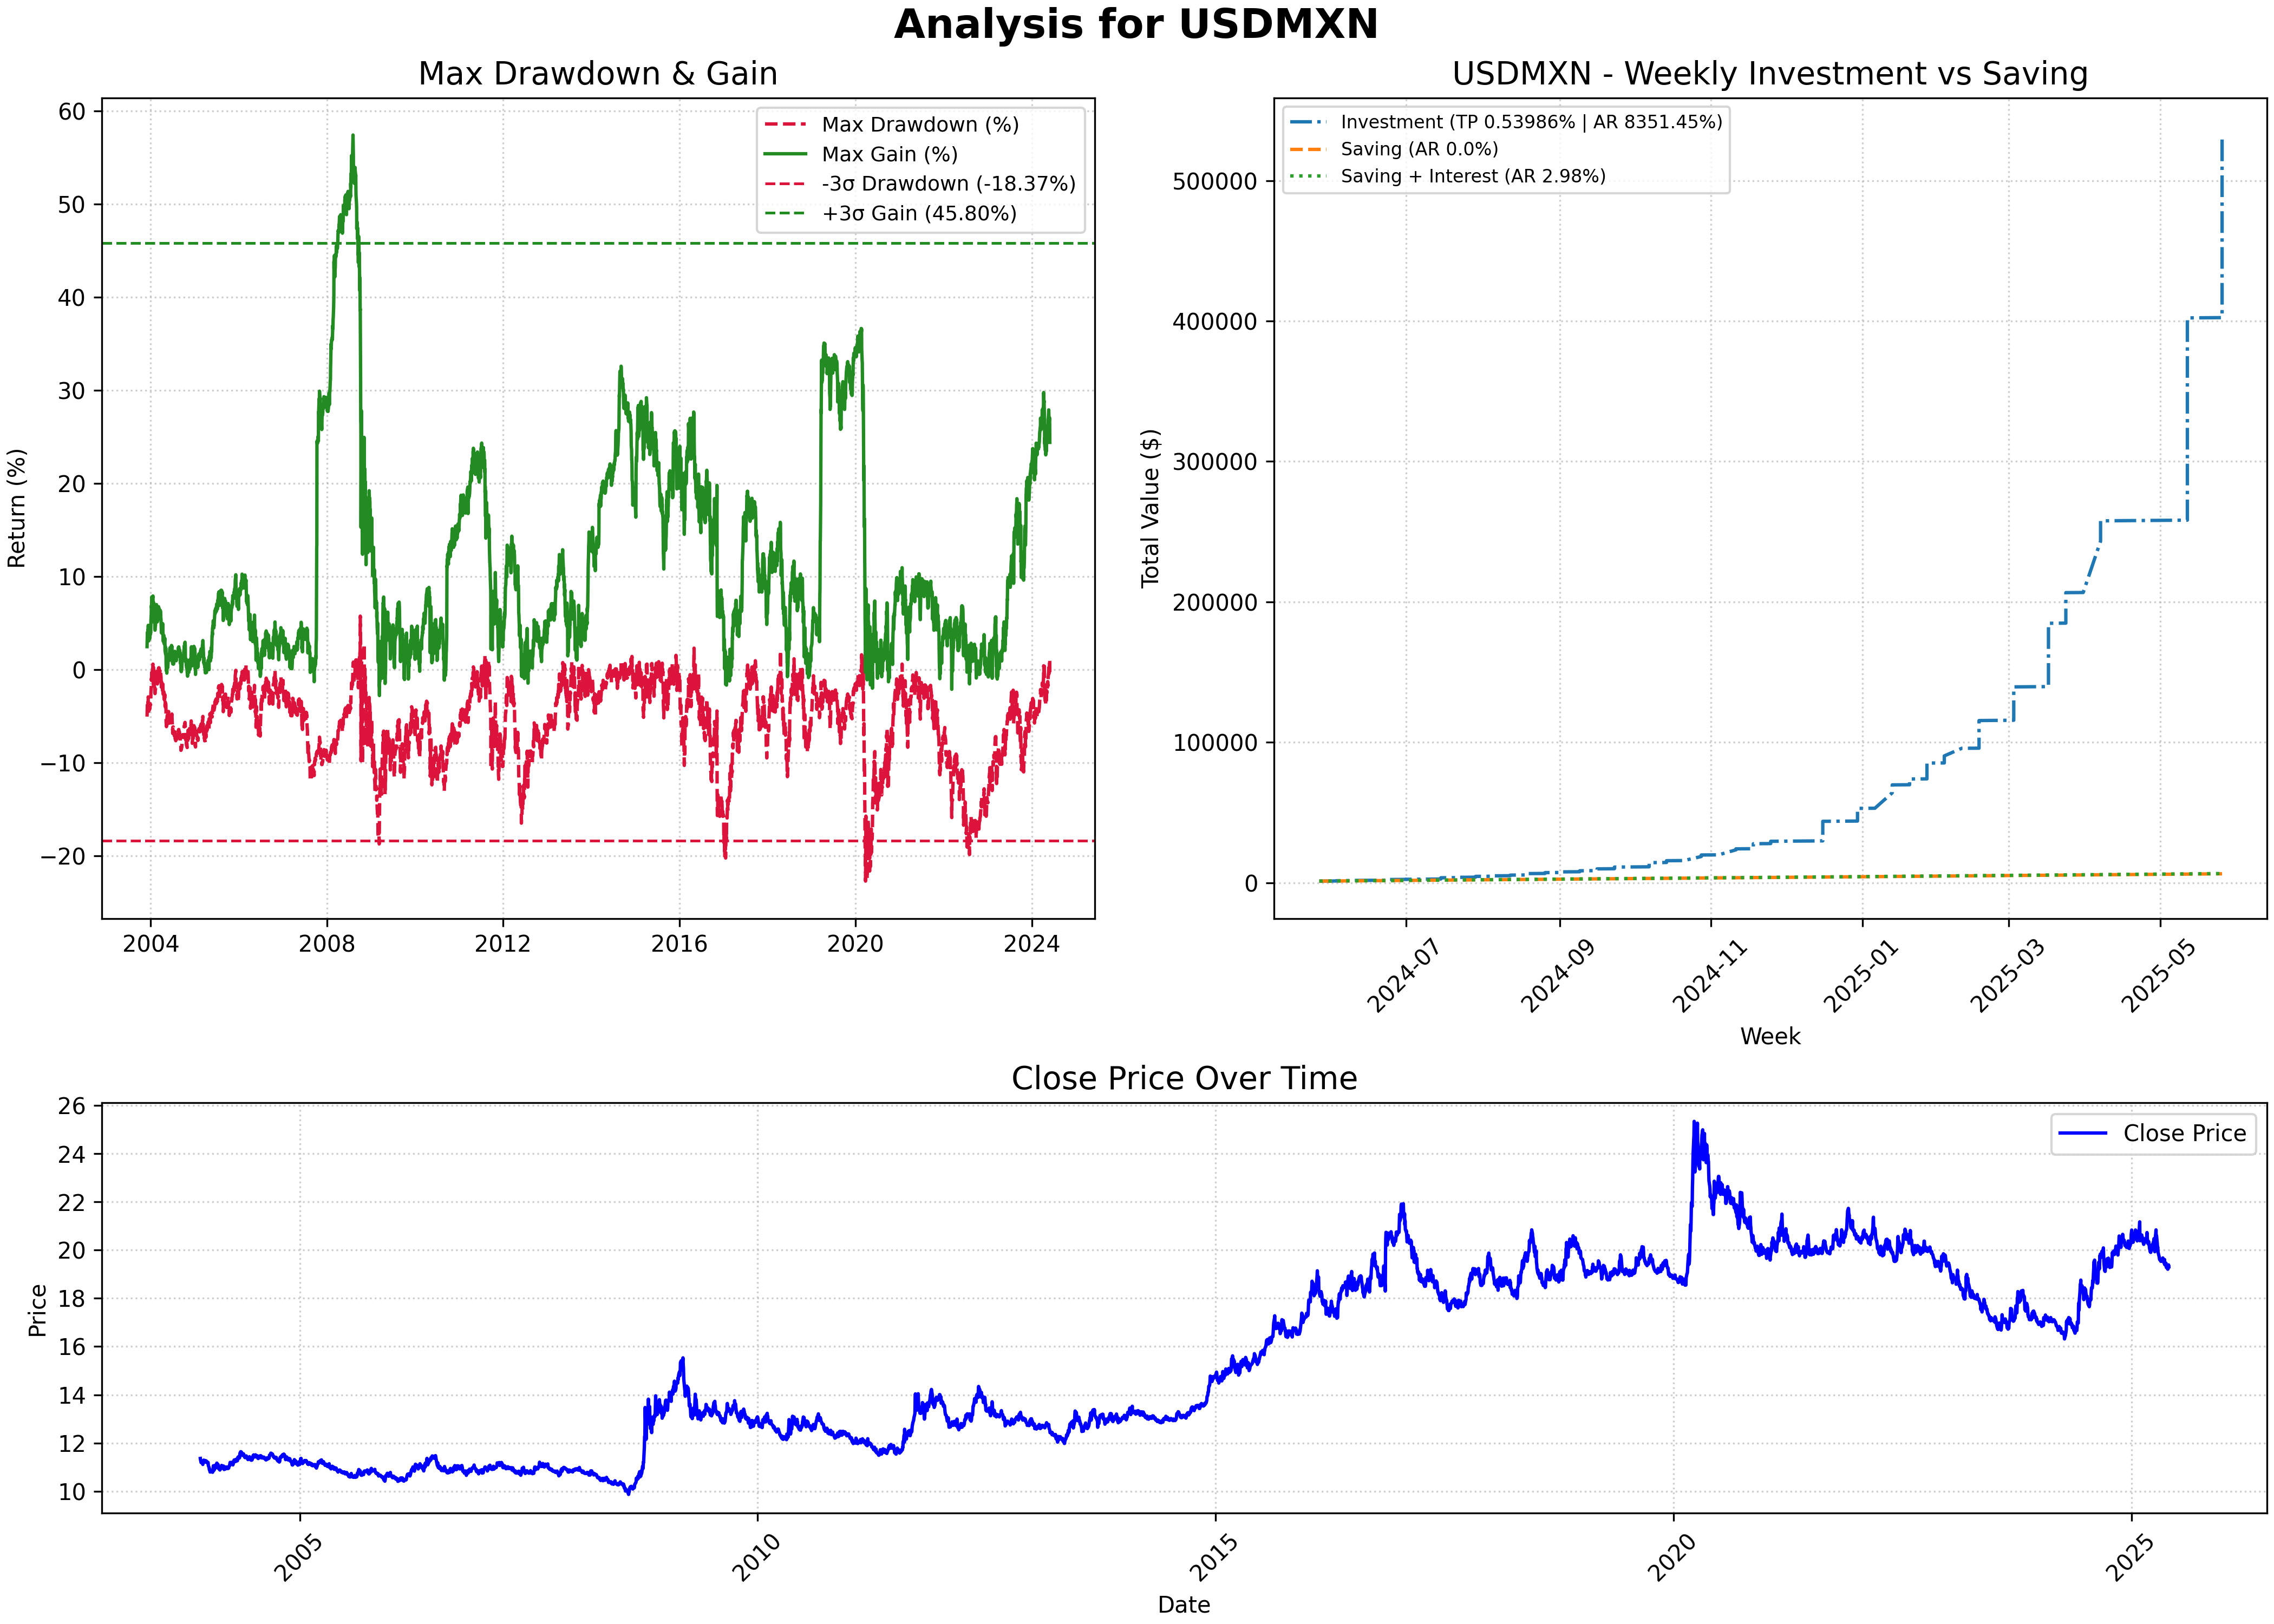 Analysis for USDMXN
Max Drawdown & Gain
Return (%)
60
50
40
30
20
10
0
−10
−20
2004
2008
2012
2016
2020
2024
Max Drawdown (%)
Max Gain (%)
-3σ Drawdown (-18.37%)
+3σ Gain (45.80%)
USDMXN - Weekly Investment vs Saving
Total Value ($)
500000
400000
300000
200000
100000
0
2024-07
2024-09
2024-11
2025-01
2025-03
2025-05
Week
Investment (TP 0.53986% | AR 8351.45%)
Saving (AR 0.0%)
Saving + Interest (AR 2.98%)
Close Price Over Time
Price
26
24
22
20
18
16
14
12
10
2005
2010
2015
2020
2025
Date
Close Price